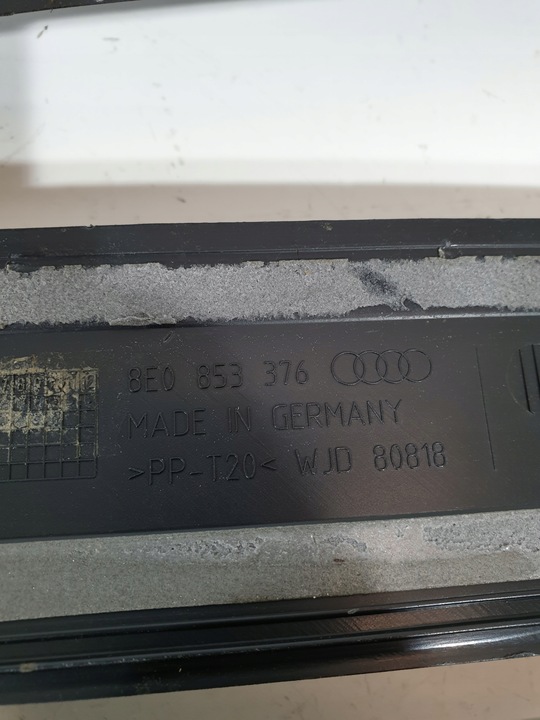 8E0 853 376
MADE IN GERMANY
>PP-T20< WJD 80818